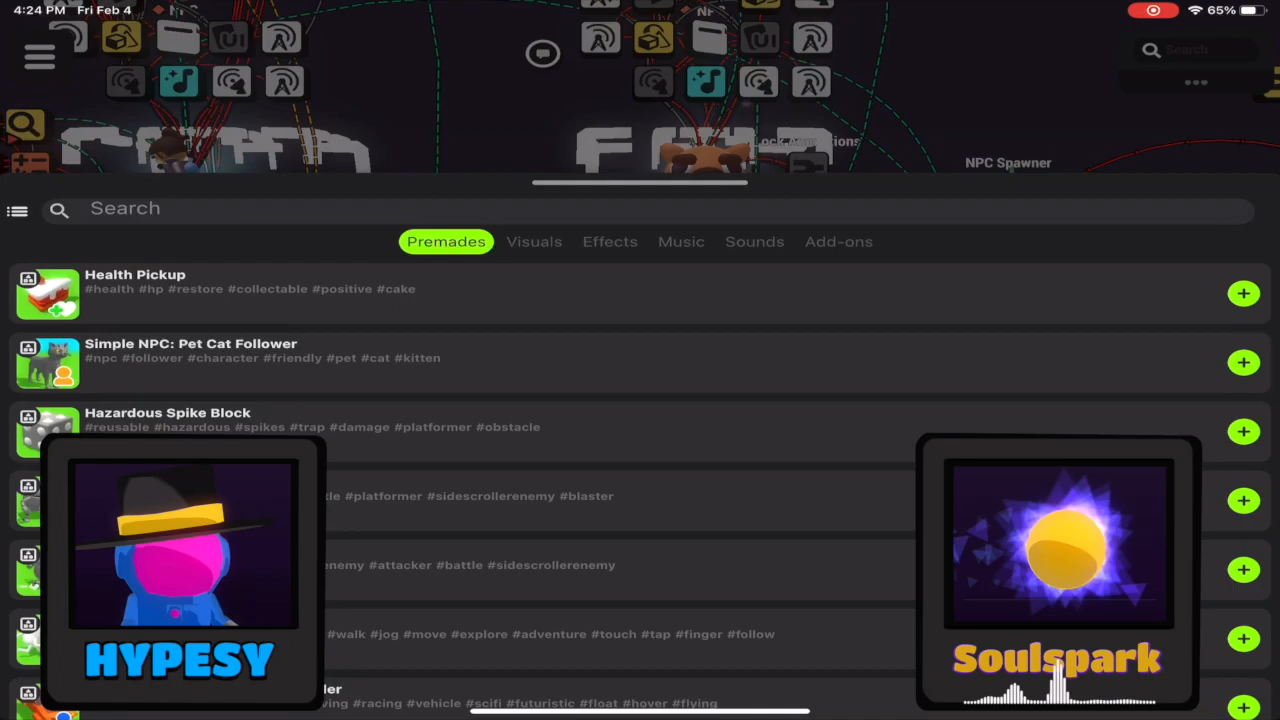 4:24 PM Fri Feb 4
65%
Search
NPC Spawner
Search
Premades Visuals Effects Music Sounds Add-ons
Health Pickup
#health #hp #restore #collectable #positive #cake
Simple NPC: Pet Cat Follower
#npc #follower #character #friendly #pet #cat #kitten
Hazardous Spike Block
#reusable #hazardous #spikes #trap #damage #platformer #obstacle
#platformer #sidescrollerenemy #blaster
#attacker #battle #sidescrollerenemy
#walk #jog #move #explore #adventure #touch #tap #finger #follow
#racing #vehicle #scifi #futuristic #float #hover #flying
HYPESY
Soulspark